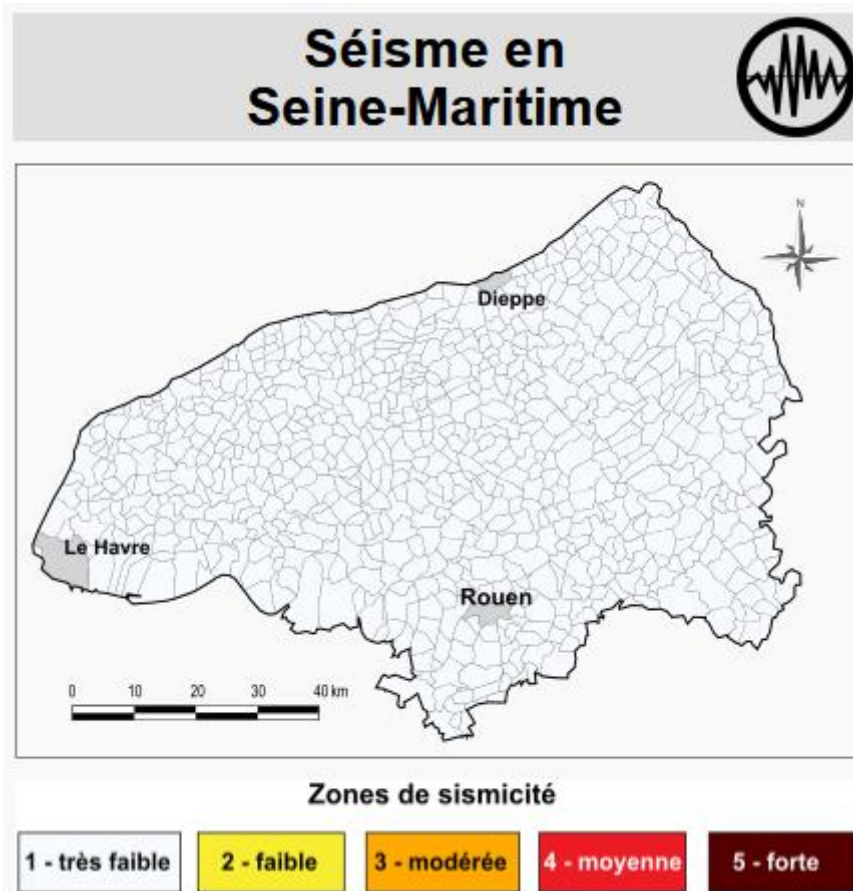 Séisme en
Seine-Maritime
N
Dieppe
Le Havre
Rouen
0 10 20 30 40 km
Zones de sismicité
1 - très faible 2 - faible 3 - modérée 4 - moyenne 5 - forte